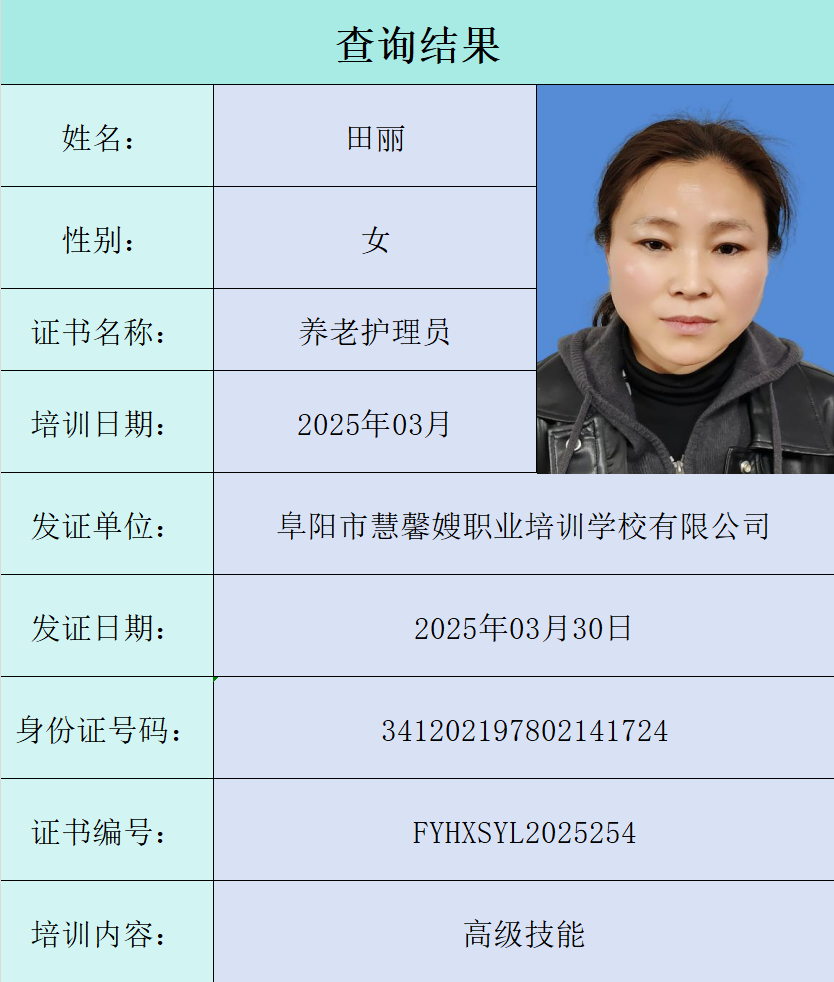 查询结果
姓名： 田丽
性别： 女
证书名称： 养老护理员
培训日期： 2025年03月
发证单位： 阜阳市慧馨嫂职业培训学校有限公司
发证日期： 2025年03月30日
身份证号码： 341202197802141724
证书编号： FYHXSYL2025254
培训内容： 高级技能